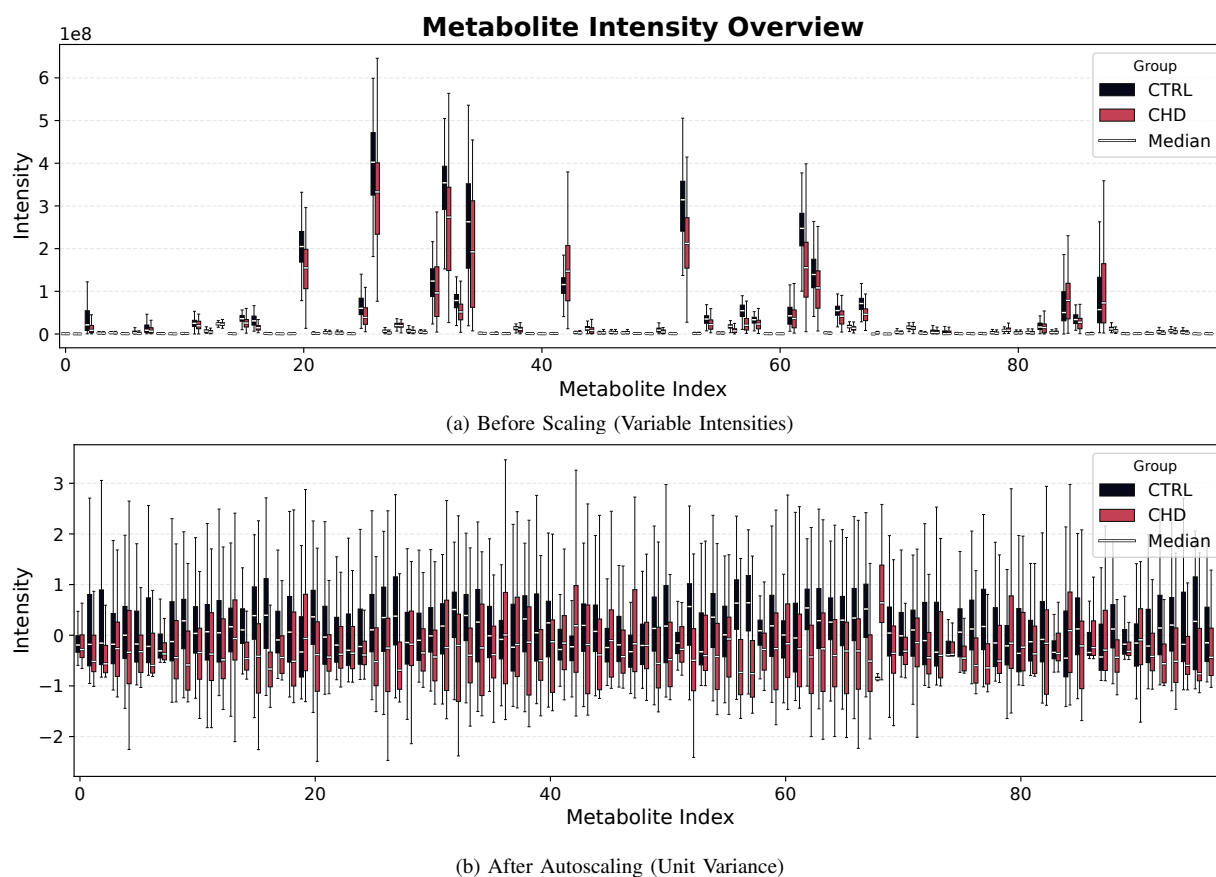 Metabolite Intensity Overview
1e8
6
5
4
3
2
1
0
Intensity
Group
CTRL
CHD
Median
0 20 40 60 80
Metabolite Index
(a) Before Scaling (Variable Intensities)
3
2
1
0
−1
−2
Intensity
Group
CTRL
CHD
Median
0 20 40 60 80
Metabolite Index
(b) After Autoscaling (Unit Variance)